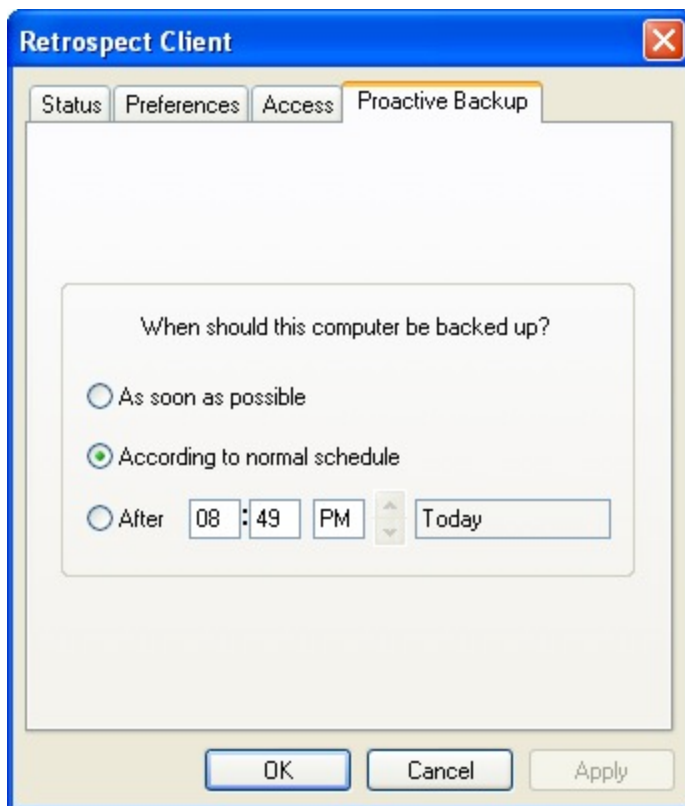 Retrospect Client
Status Preferences Access Proactive Backup
When should this computer be backed up?
As soon as possible
According to normal schedule
After 08 : 49 PM Today
OK Cancel Apply